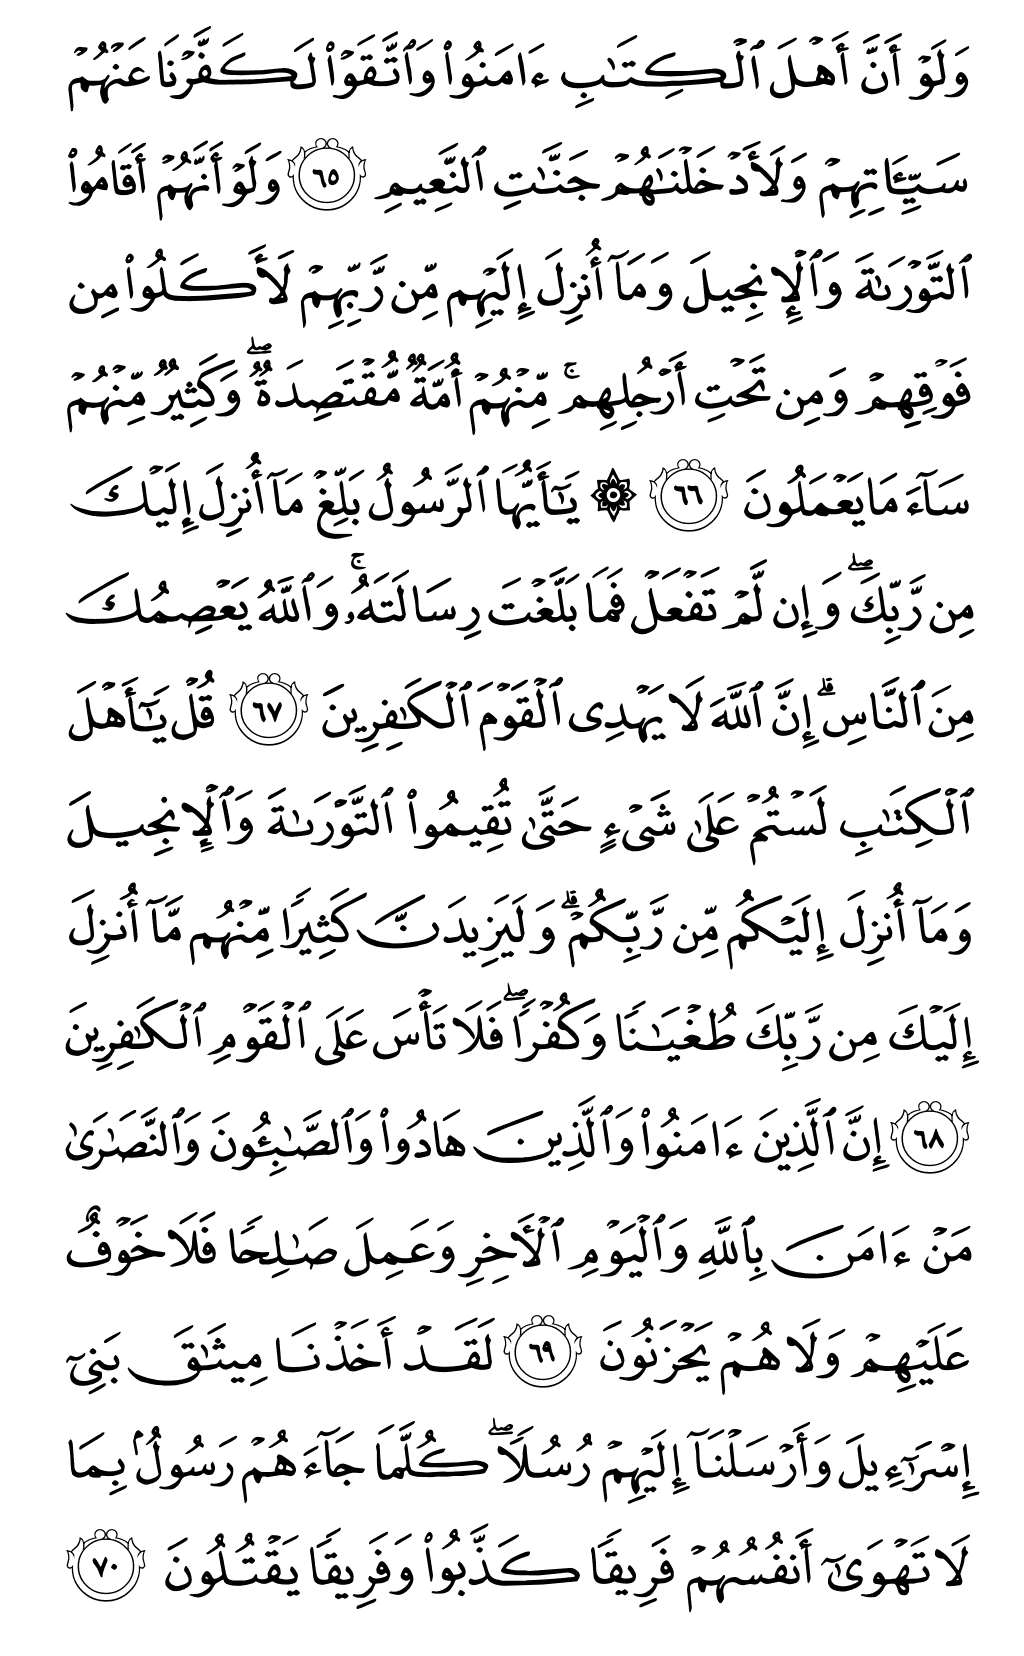 وَلَوۡ أَنَّ أَهۡلَ ٱلۡكِتَٰبِ ءَامَنُواْ وَٱتَّقَوۡاْ لَكَفَّرۡنَا عَنۡهُمۡ
سَيِّـَٔاتِهِمۡ وَلَأَدۡخَلۡنَٰهُمۡ جَنَّٰتِ ٱلنَّعِيمِ ٦٥ وَلَوۡ أَنَّهُمۡ أَقَامُواْ
ٱلتَّوۡرَىٰةَ وَٱلۡإِنجِيلَ وَمَآ أُنزِلَ إِلَيۡهِم مِّن رَّبِّهِمۡ لَأَكَلُواْ مِن
فَوۡقِهِمۡ وَمِن تَحۡتِ أَرۡجُلِهِمۚ مِّنۡهُمۡ أُمَّةٞ مُّقۡتَصِدَةٞۖ وَكَثِيرٞ مِّنۡهُمۡ
سَآءَ مَا يَعۡمَلُونَ ٦٦ ۞ يَٰٓأَيُّهَا ٱلرَّسُولُ بَلِّغۡ مَآ أُنزِلَ إِلَيۡكَ
مِن رَّبِّكَۖ وَإِن لَّمۡ تَفۡعَلۡ فَمَا بَلَّغۡتَ رِسَالَتَهُۥۚ وَٱللَّهُ يَعۡصِمُكَ
مِنَ ٱلنَّاسِۗ إِنَّ ٱللَّهَ لَا يَهۡدِى ٱلۡقَوۡمَ ٱلۡكَٰفِرِينَ ٦٧ قُلۡ يَٰٓأَهۡلَ
ٱلۡكِتَٰبِ لَسۡتُمۡ عَلَىٰ شَىۡءٍ حَتَّىٰ تُقِيمُواْ ٱلتَّوۡرَىٰةَ وَٱلۡإِنجِيلَ
وَمَآ أُنزِلَ إِلَيۡكُم مِّن رَّبِّكُمۡۗ وَلَيَزِيدَنَّ كَثِيرٗا مِّنۡهُم مَّآ أُنزِلَ
إِلَيۡكَ مِن رَّبِّكَ طُغۡيَٰنٗا وَكُفۡرٗاۖ فَلَا تَأۡسَ عَلَى ٱلۡقَوۡمِ ٱلۡكَٰفِرِينَ
٦٨ إِنَّ ٱلَّذِينَ ءَامَنُواْ وَٱلَّذِينَ هَادُواْ وَٱلصَّٰبِـُٔونَ وَٱلنَّصَٰرَىٰ
مَنۡ ءَامَنَ بِٱللَّهِ وَٱلۡيَوۡمِ ٱلۡأٓخِرِ وَعَمِلَ صَٰلِحٗا فَلَا خَوۡفٌ
عَلَيۡهِمۡ وَلَا هُمۡ يَحۡزَنُونَ ٦٩ لَقَدۡ أَخَذۡنَا مِيثَٰقَ بَنِىٓ
إِسۡرَٰٓءِيلَ وَأَرۡسَلۡنَآ إِلَيۡهِمۡ رُسُلٗاۖ كُلَّمَا جَآءَهُمۡ رَسُولُۢ بِمَا
لَا تَهۡوَىٰٓ أَنفُسُهُمۡ فَرِيقٗا كَذَّبُواْ وَفَرِيقٗا يَقۡتُلُونَ ٧٠